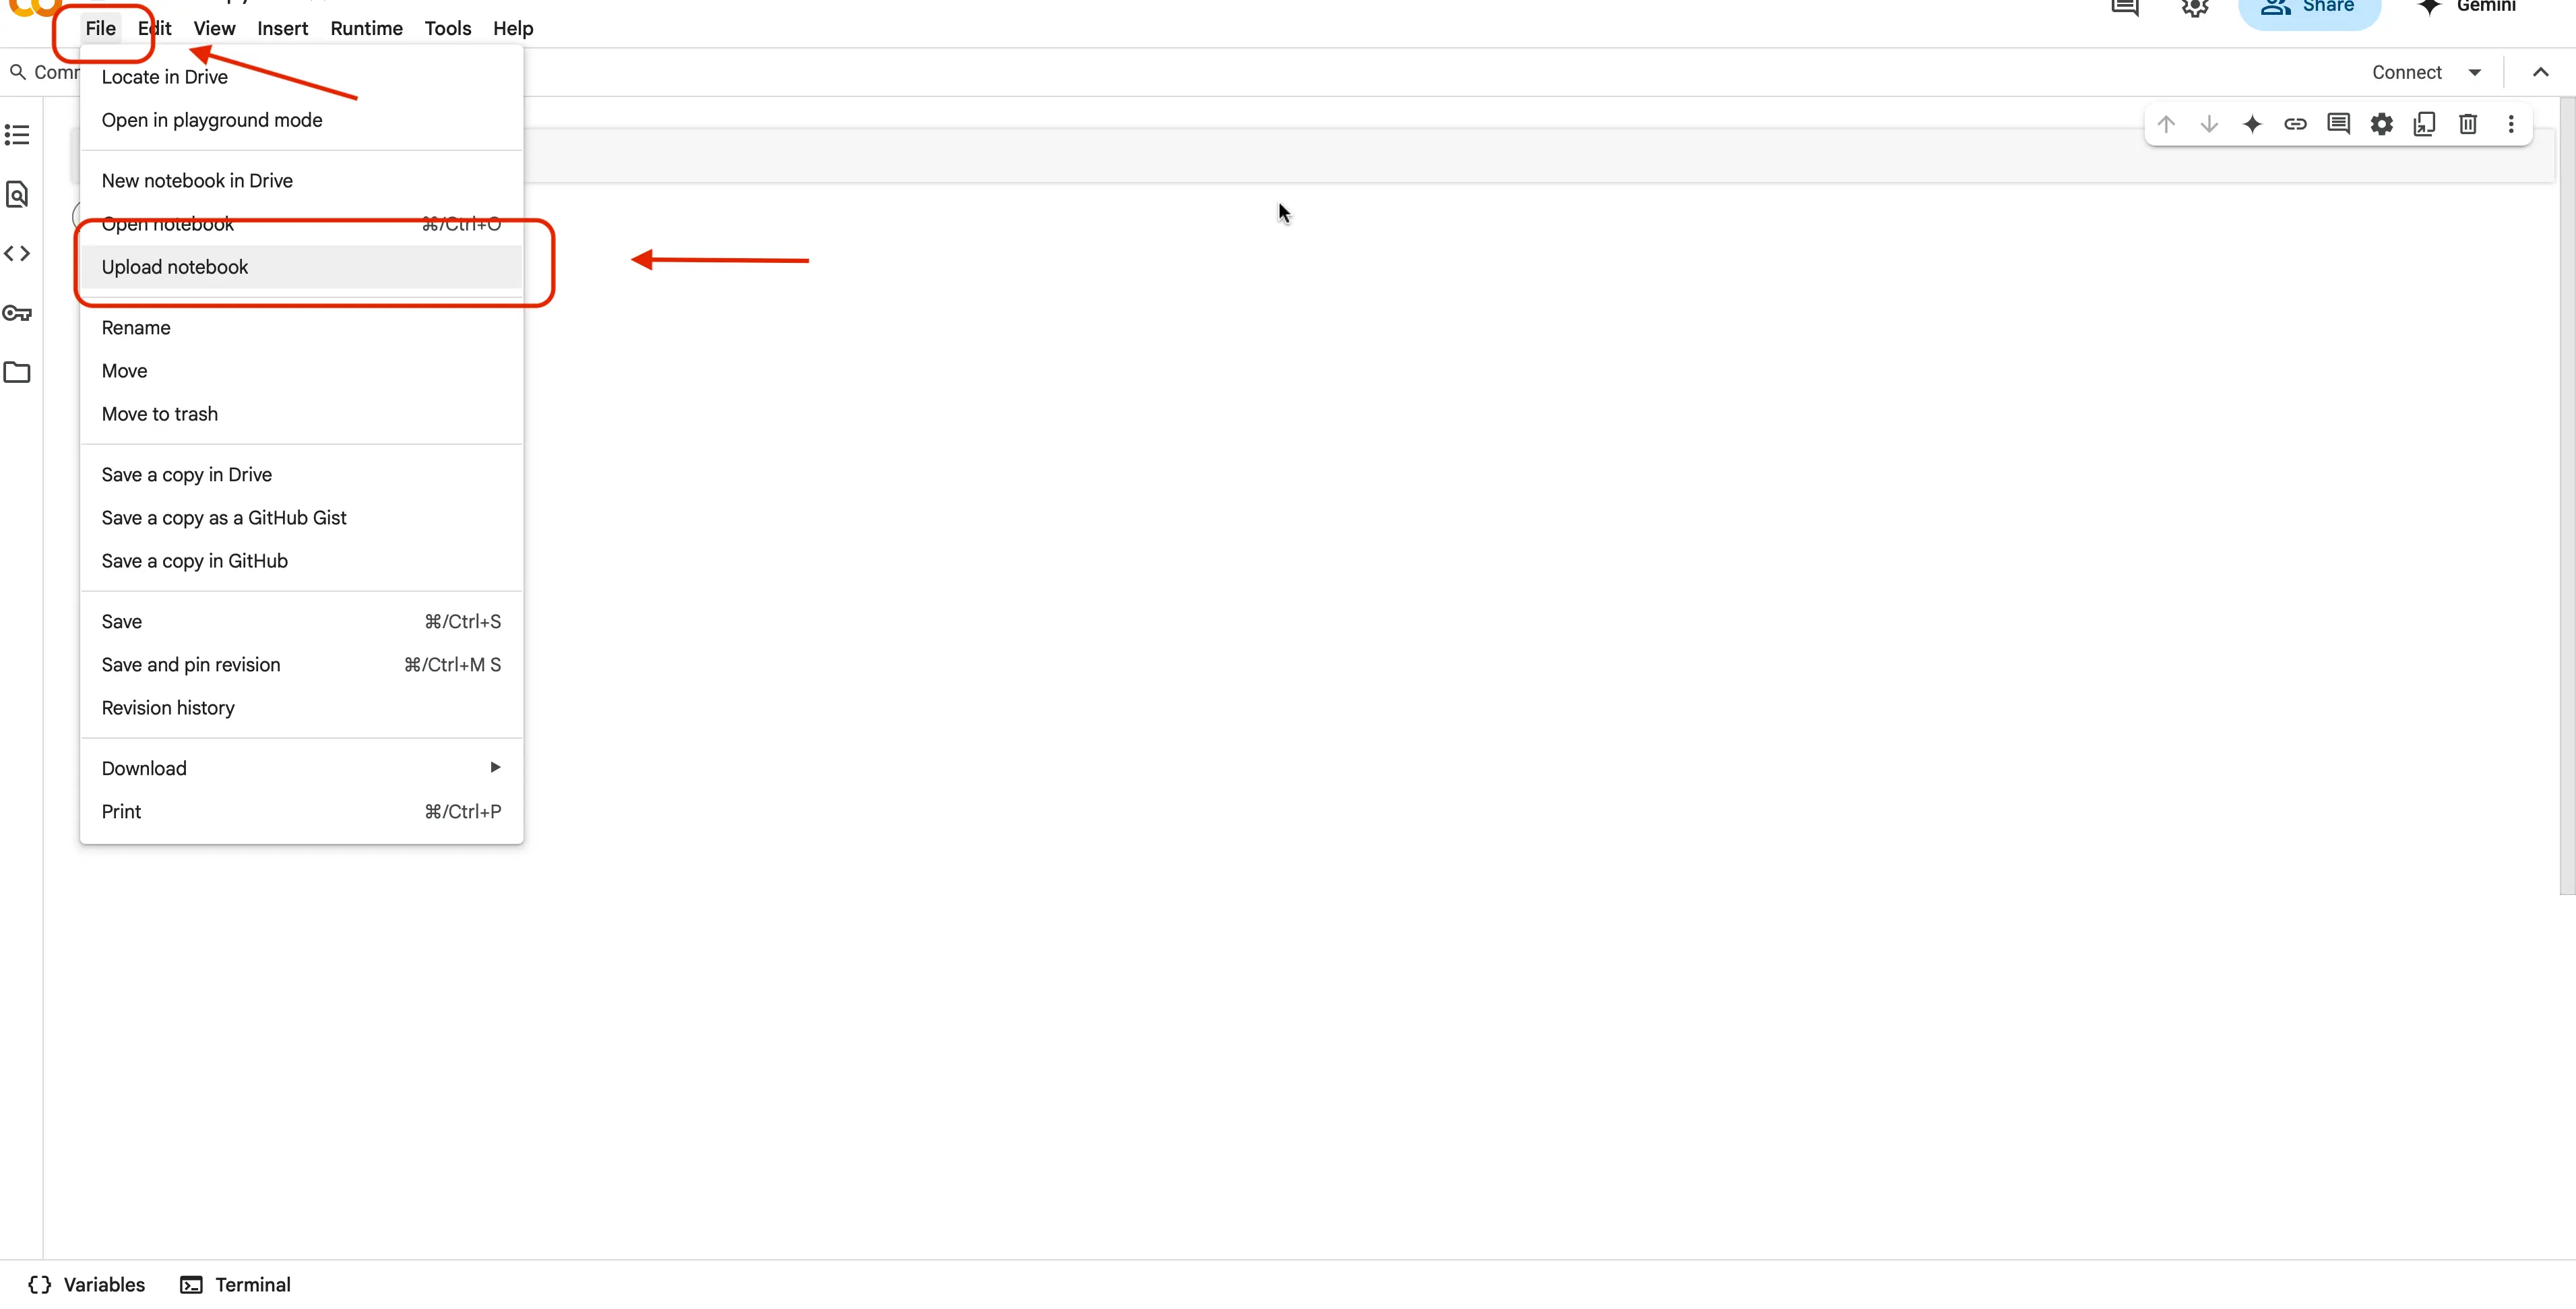 Share
Gemini
File Edit View Insert Runtime Tools Help
Connect
Locate in Drive
Open in playground mode
New notebook in Drive
Open notebook ⌘/Ctrl+O
Upload notebook
Rename
Move
Move to trash
Save a copy in Drive
Save a copy as a GitHub Gist
Save a copy in GitHub
Save ⌘/Ctrl+S
Save and pin revision ⌘/Ctrl+M S
Revision history
Download
Print ⌘/Ctrl+P
Variables Terminal